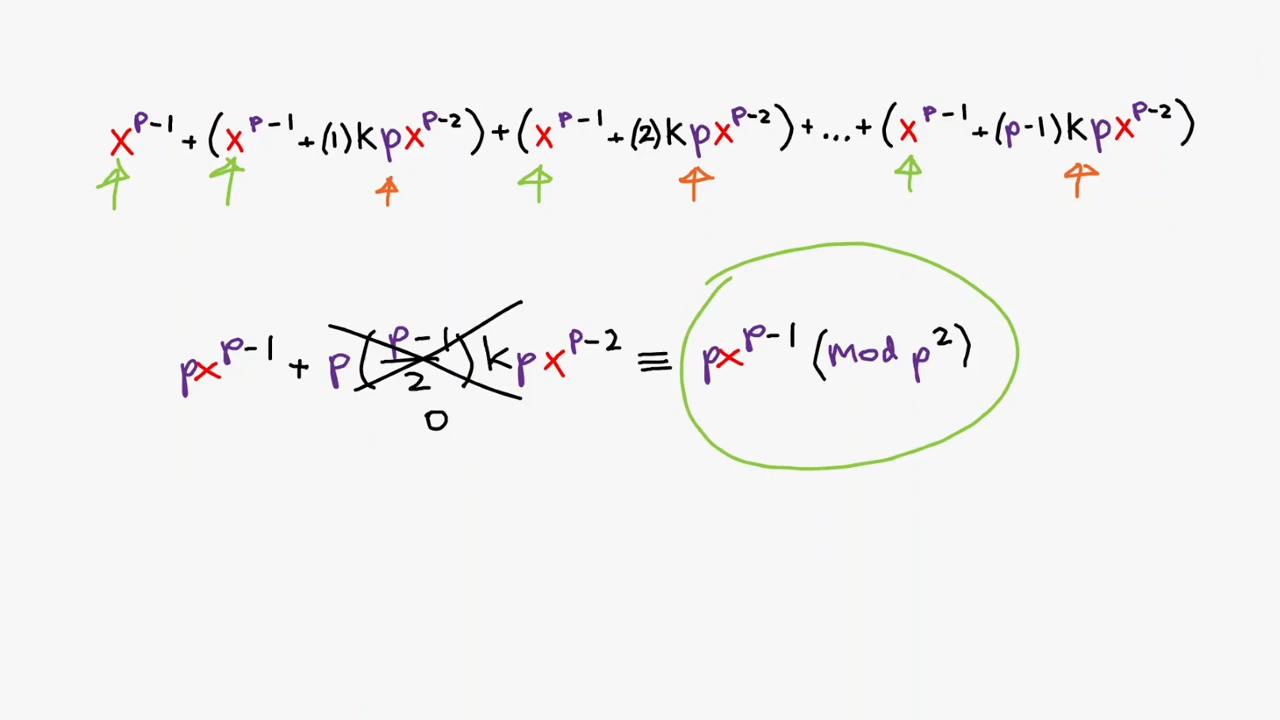 x^{p-1} + (x^{p-1} + (1)kpx^{p-2}) + (x^{p-1} + (2)kpx^{p-2}) + ... + (x^{p-1} + (p-1)kpx^{p-2})
px^{p-1} + p(\frac{p-1}{2})kpx^{p-2} ≡ px^{p-1} (mod p^2)
0